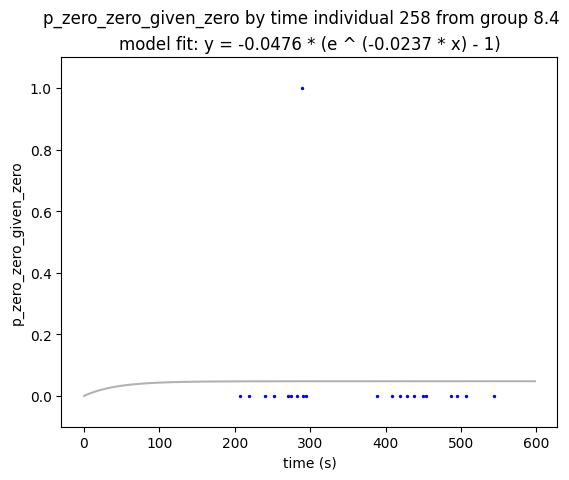 p_zero_zero_given_zero by time individual 258 from group 8.4
model fit: y = -0.0476 * (e ^ (-0.0237 * x) - 1)
1.0
0.8
0.6
0.4
0.2
0.0
p_zero_zero_given_zero
0 100 200 300 400 500 600
time (s)